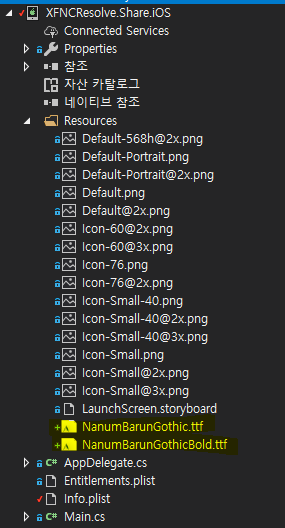 XFNCResolve.Share.iOS
Connected Services
Properties
참조
자산 카탈로그
네이티브 참조
Resources
Default-568h@2x.png
Default-Portrait.png
Default-Portrait@2x.png
Default.png
Default@2x.png
Icon-60@2x.png
Icon-60@3x.png
Icon-76.png
Icon-76@2x.png
Icon-Small-40.png
Icon-Small-40@2x.png
Icon-Small-40@3x.png
Icon-Small.png
Icon-Small@2x.png
Icon-Small@3x.png
LaunchScreen.storyboard
NanumBarunGothic.ttf
NanumBarunGothicBold.ttf
C# AppDelegate.cs
Entitlements.plist
Info.plist
C# Main.cs